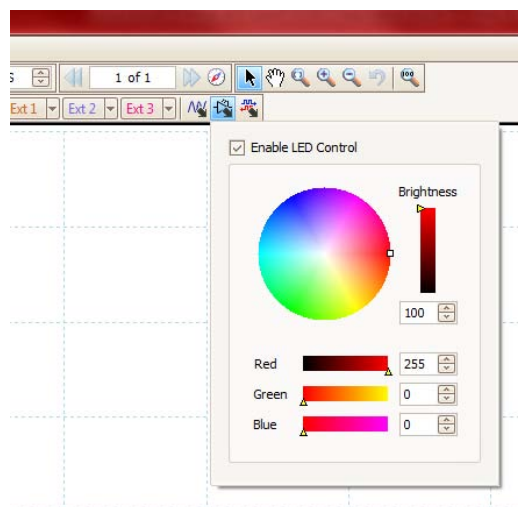 s 1 of 1 100
Ext 1 Ext 2 Ext 3
Enable LED Control
Brightness
100
Red 255
Green 0
Blue 0